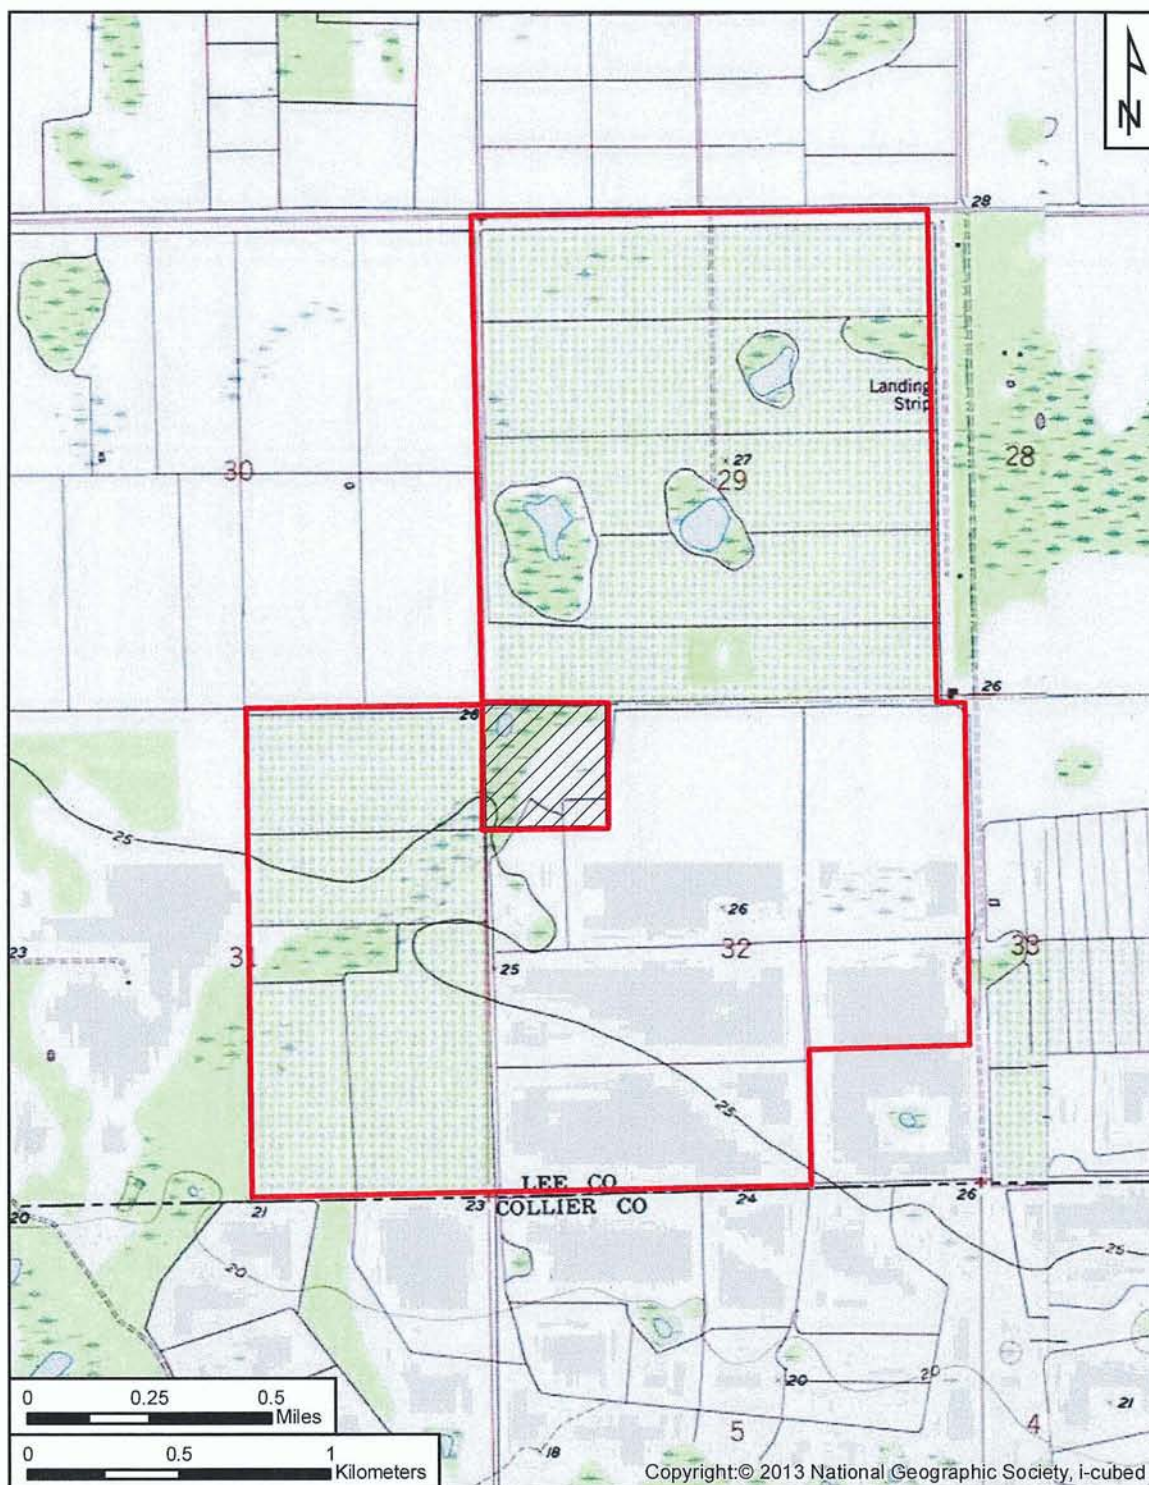 N
28
Landing
Strip
27
30
29
28
26
26
25
26
23
31
32
33
25
25
LEE CO
COLLIER CO
20
21
23
24
26
25
20
20
20
5
4
21
18
0 0.25 0.5
Miles
0 0.5 1
Kilometers
Copyright:© 2013 National Geographic Society, i-cubed